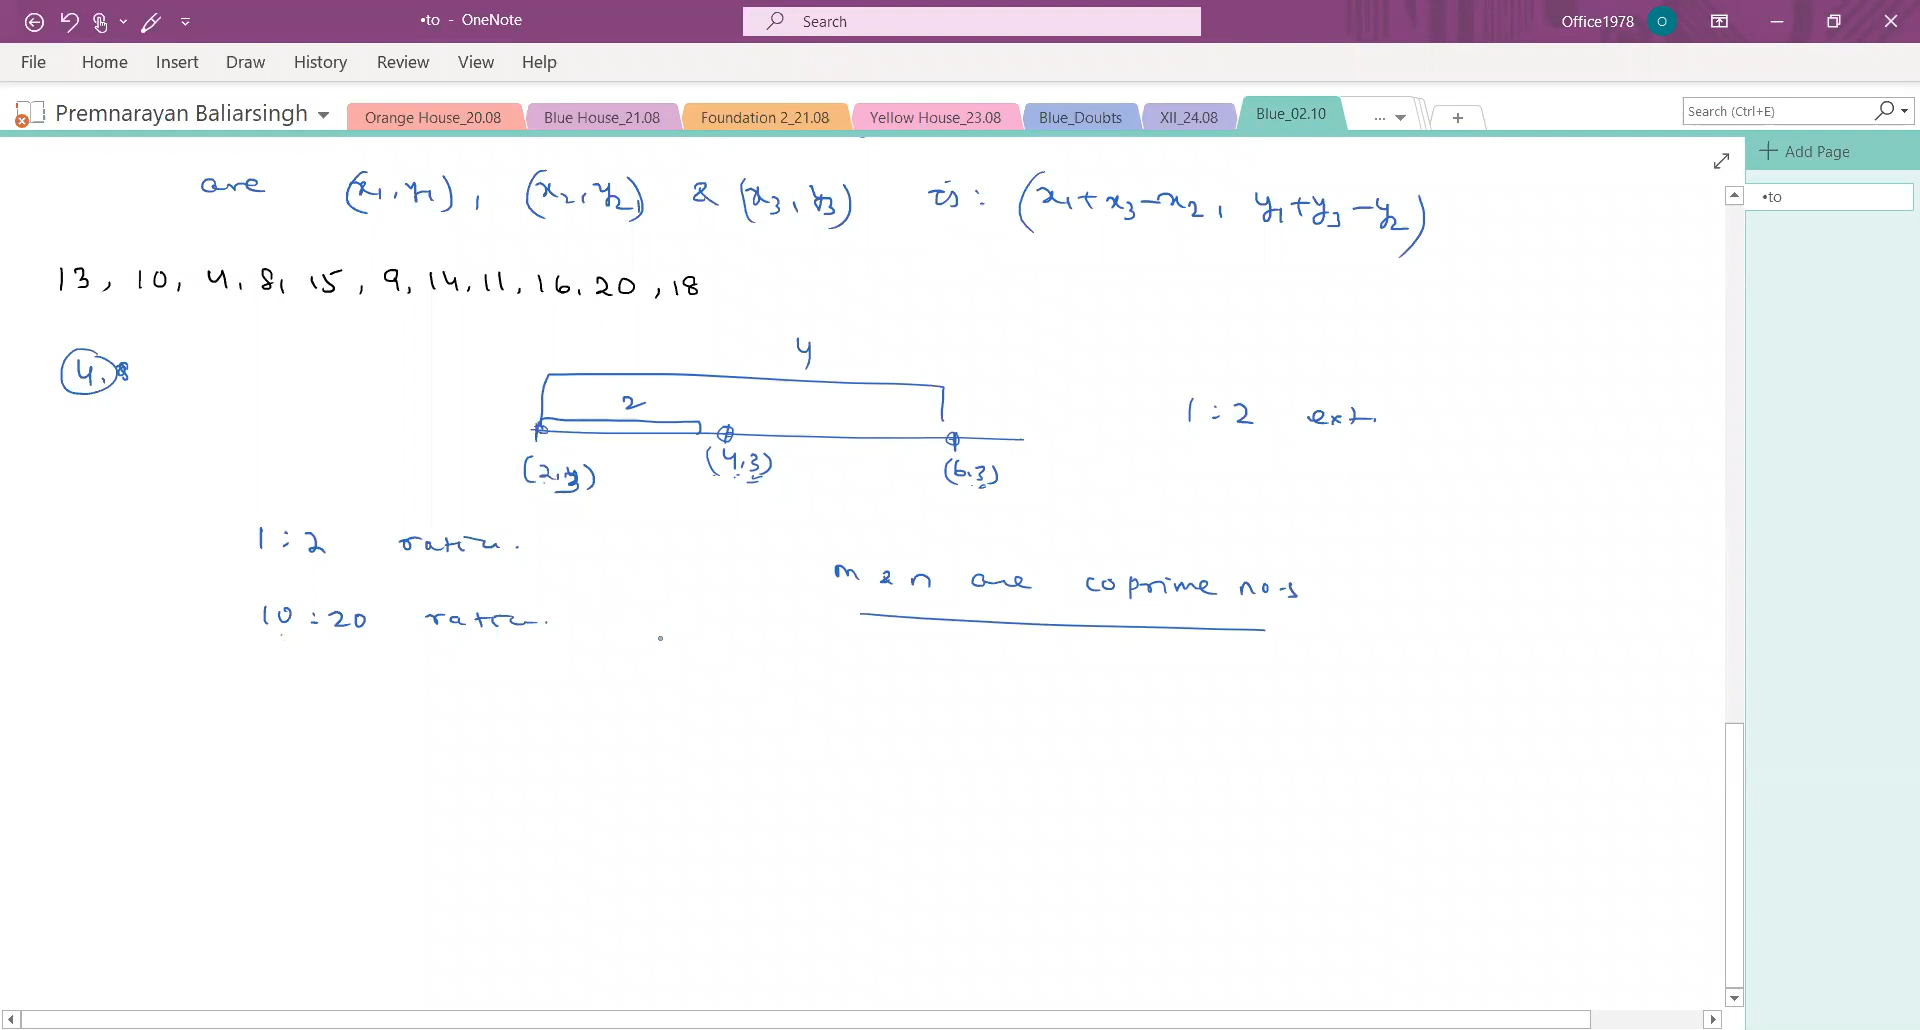 •to - OneNote
Search
Office1978
O
File Home Insert Draw History Review View Help
Premnarayan Baliarsingh
Orange House_20.08 Blue House_21.08 Foundation 2_21.08 Yellow House_23.08 Blue_Doubts XII_24.08 Blue_02.10 ... +
Search (Ctrl+E)
+ Add Page
•to
are (x₁, y₁), (x₂, y₂) & (x₃, y₃) is: (x₁+x₃-x₂, y₁+y₃-y₂)
13, 10, 4, 8, 15, 9, 14, 11, 16, 20, 18
4.
4
2
1:2 ext.
(2,3) (4,3) (6,3)
1:2 ratio.
m & n are coprime no-s
10:20 ratio.